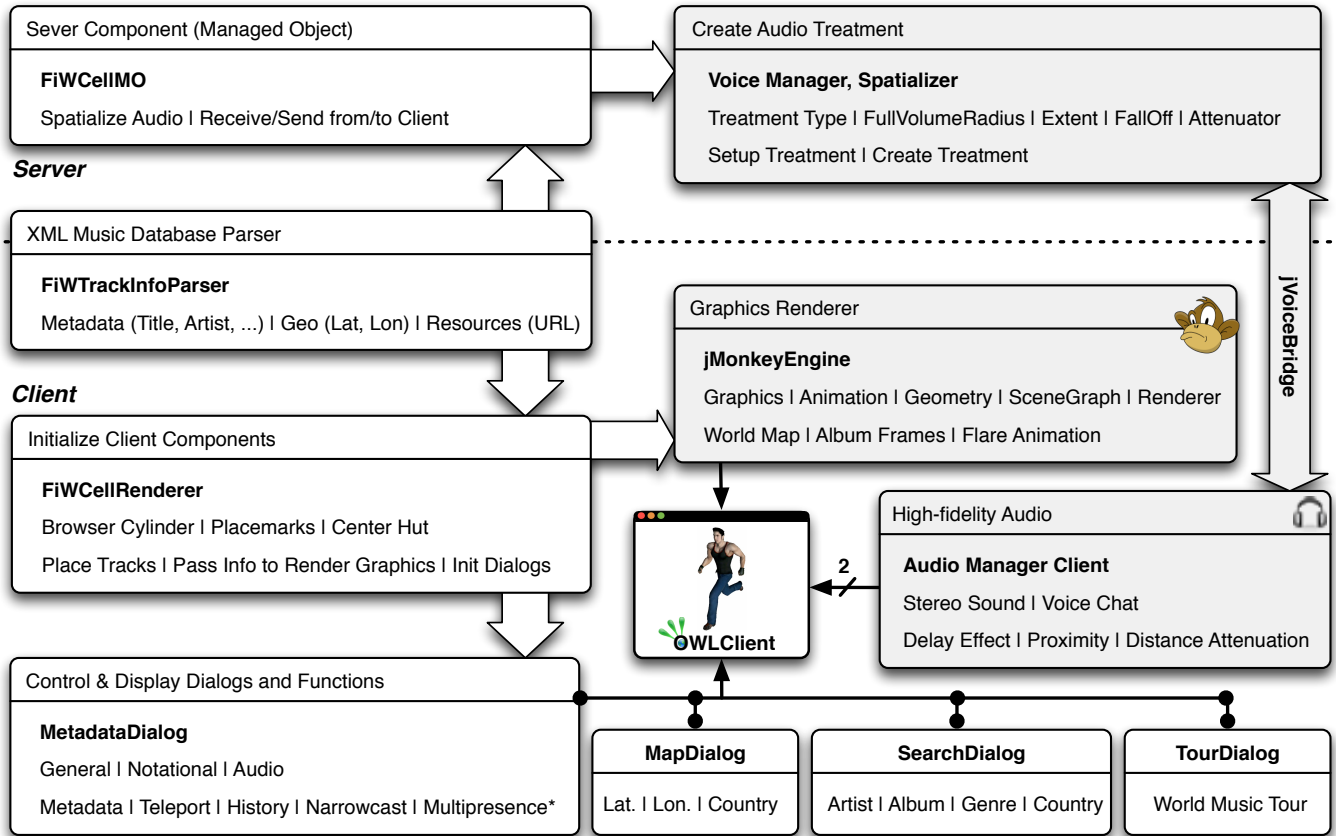 Sever Component (Managed Object)
FiWCellMO
Spatialize Audio | Receive/Send from/to Client
Create Audio Treatment
Voice Manager, Spatializer
Treatment Type | FullVolumeRadius | Extent | FallOff | Attenuator
Setup Treatment | Create Treatment
Server
XML Music Database Parser
FiWTrackInfoParser
Metadata (Title, Artist, ...) | Geo (Lat, Lon) | Resources (URL)
jVoiceBridge
Graphics Renderer
jMonkeyEngine
Graphics | Animation | Geometry | SceneGraph | Renderer
World Map | Album Frames | Flare Animation
Client
Initialize Client Components
FiWCellRenderer
Browser Cylinder | Placemarks | Center Hut
Place Tracks | Pass Info to Render Graphics | Init Dialogs
OWLClient
2
High-fidelity Audio
Audio Manager Client
Stereo Sound | Voice Chat
Delay Effect | Proximity | Distance Attenuation
Control & Display Dialogs and Functions
MetadataDialog
General | Notational | Audio
Metadata | Teleport | History | Narrowcast | Multipresence*
MapDialog
Lat. | Lon. | Country
SearchDialog
Artist | Album | Genre | Country
TourDialog
World Music Tour